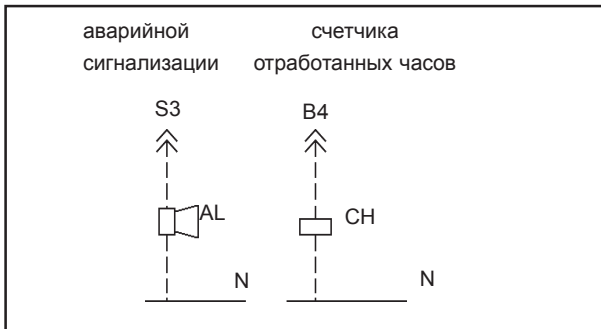 аварийной
сигнализации
счетчика
отработанных часов
S3
B4
AL
CH
N
N